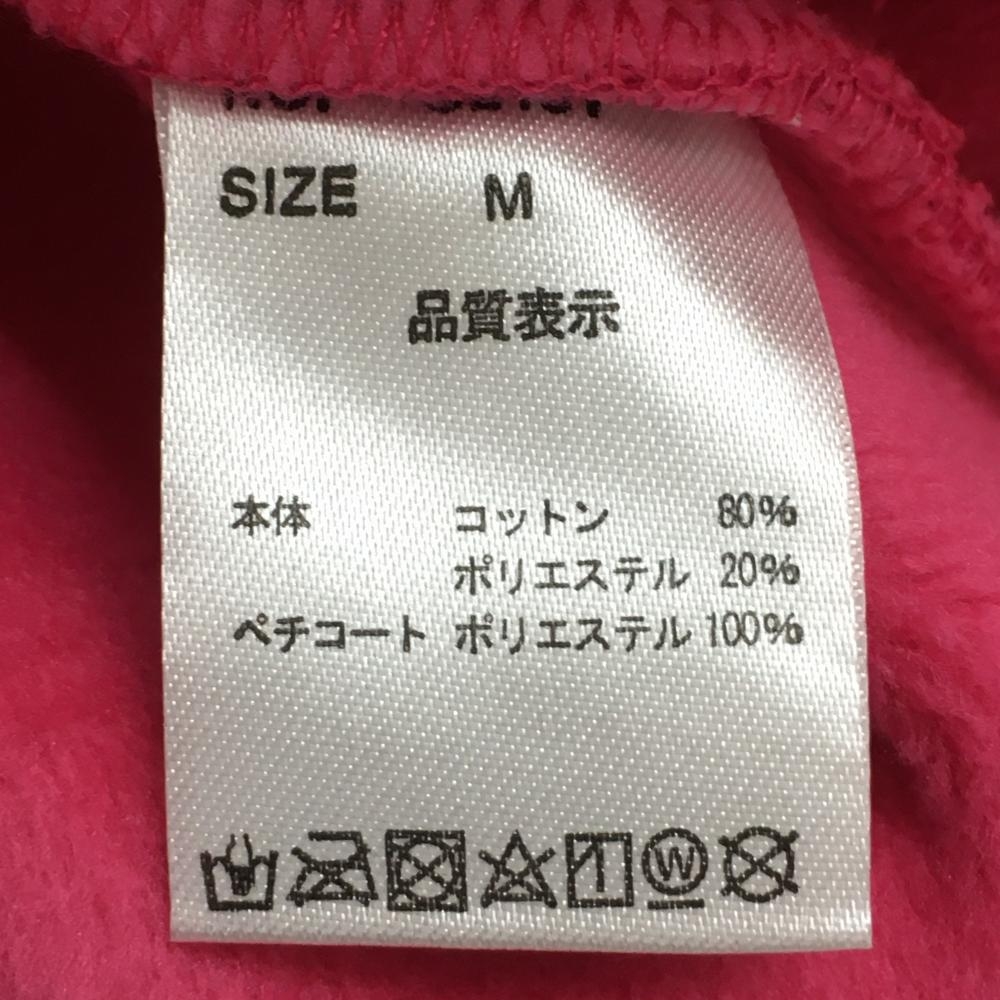 SIZE M
品質表示
本体 コットン 80%
ポリエステル 20%
ペチコート ポリエステル 100%
W